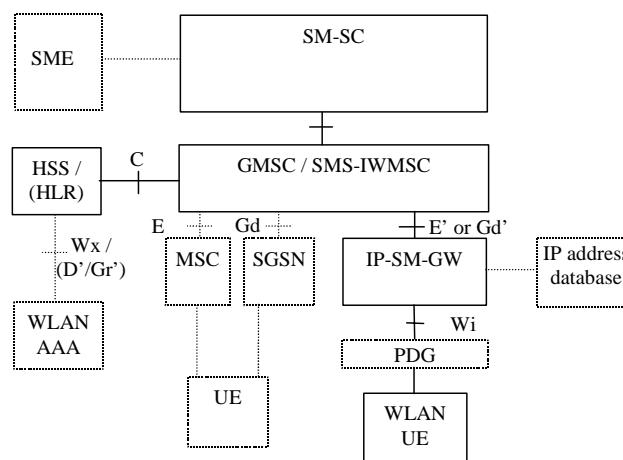 SM-SC
SME
GMSC / SMS-IWMSC
HSS /
(HLR)
C
E
Gd
E’ or Gd’
Wx /
(D’/Gr’)
MSC
SGSN
IP-SM-GW
IP address
database
WLAN
AAA
Wi
PDG
UE
WLAN
UE